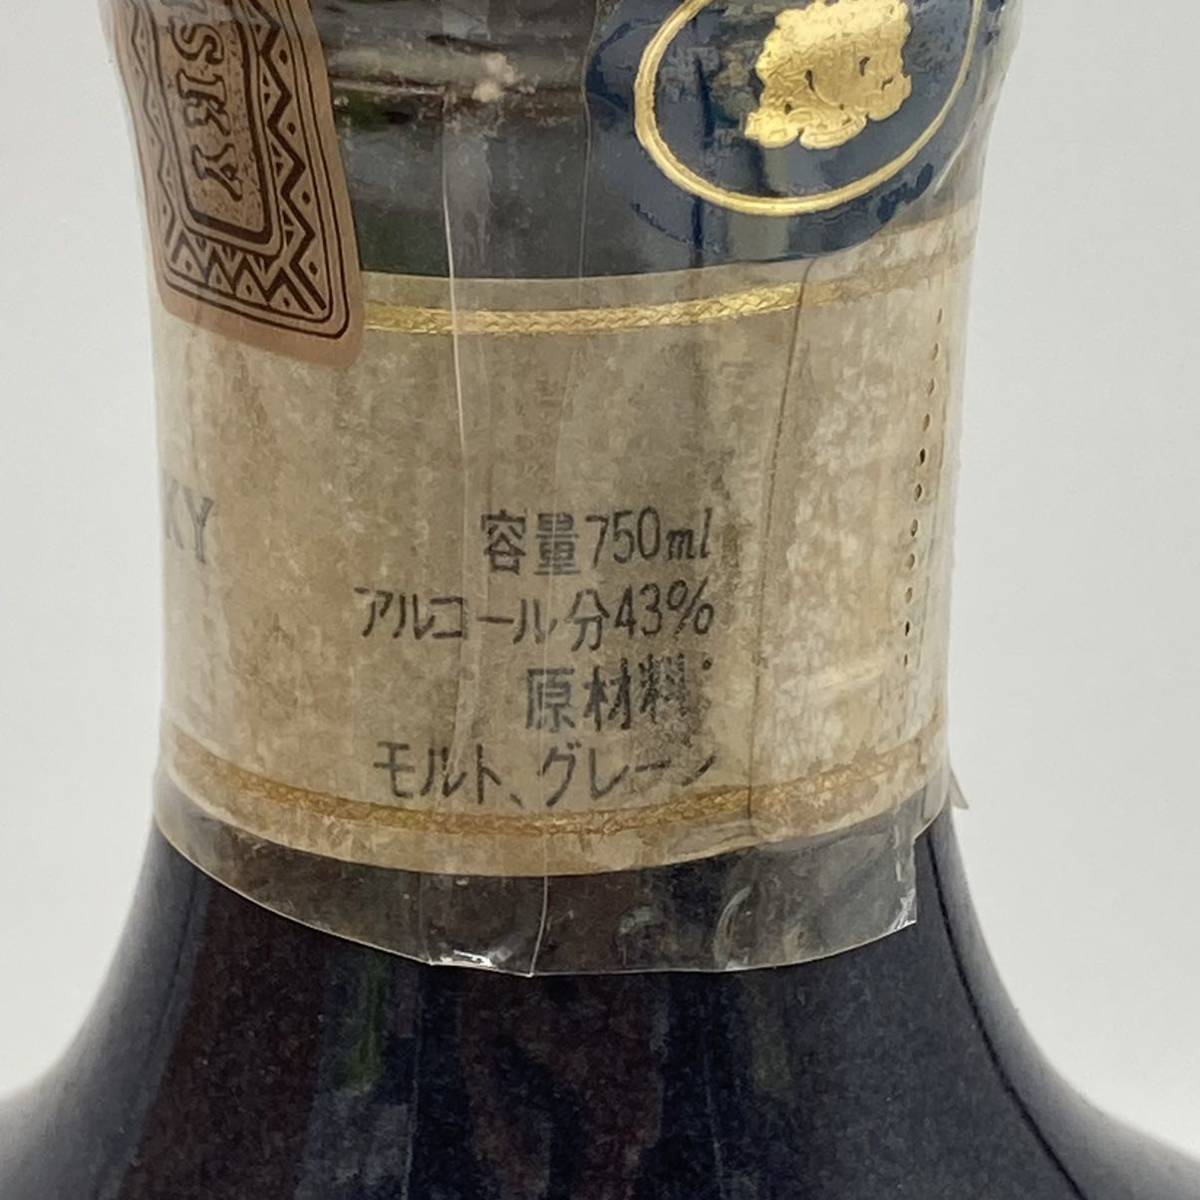 KY
容量750ml
アルコール分43%
原材料
モルト、グレーン